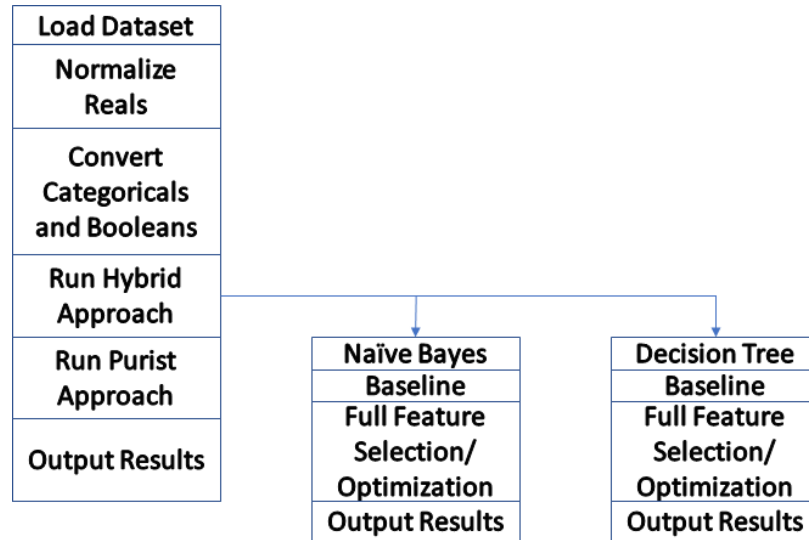 Load Dataset
Normalize
Reals
Convert
Categoricals
and Booleans
Run Hybrid
Approach
Run Purist
Approach
Output Results
Naïve Bayes
Baseline
Full Feature
Selection/
Optimization
Output Results
Decision Tree
Baseline
Full Feature
Selection/
Optimization
Output Results